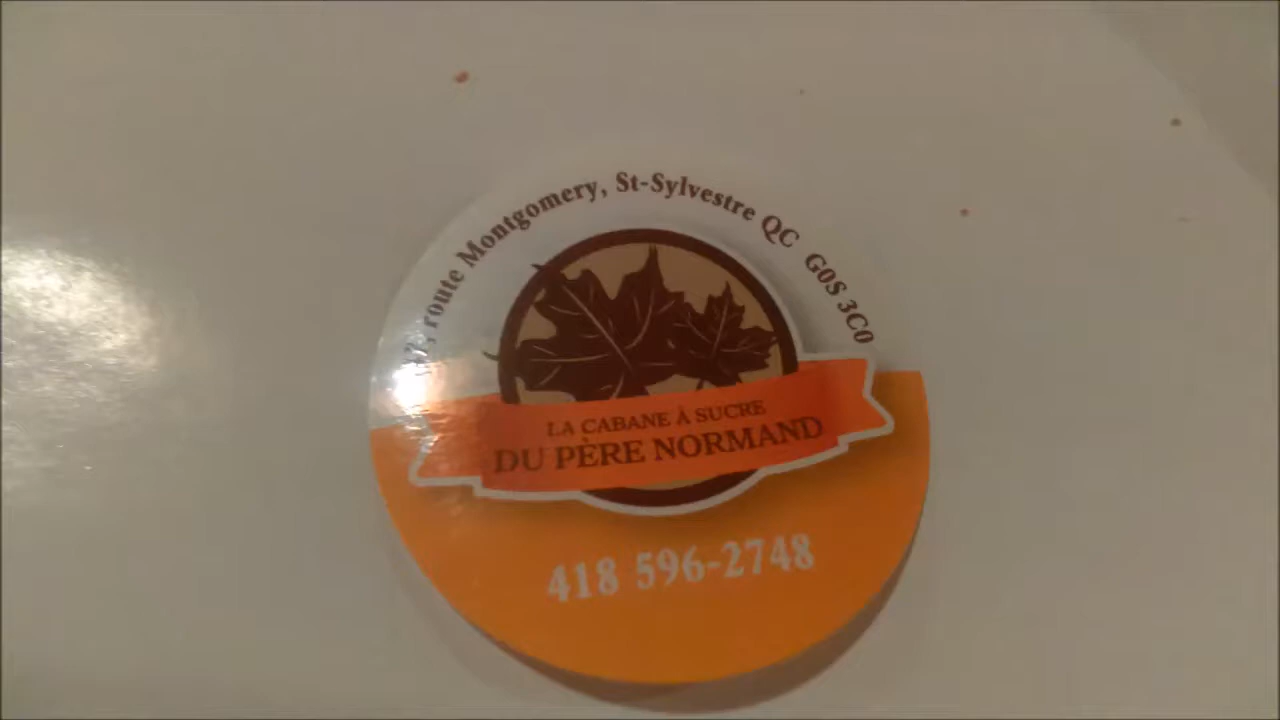 route Montgomery, St-Sylvestre QC G0S 3C0
LA CABANE À SUCRE
DU PÈRE NORMAND
418 596-2748